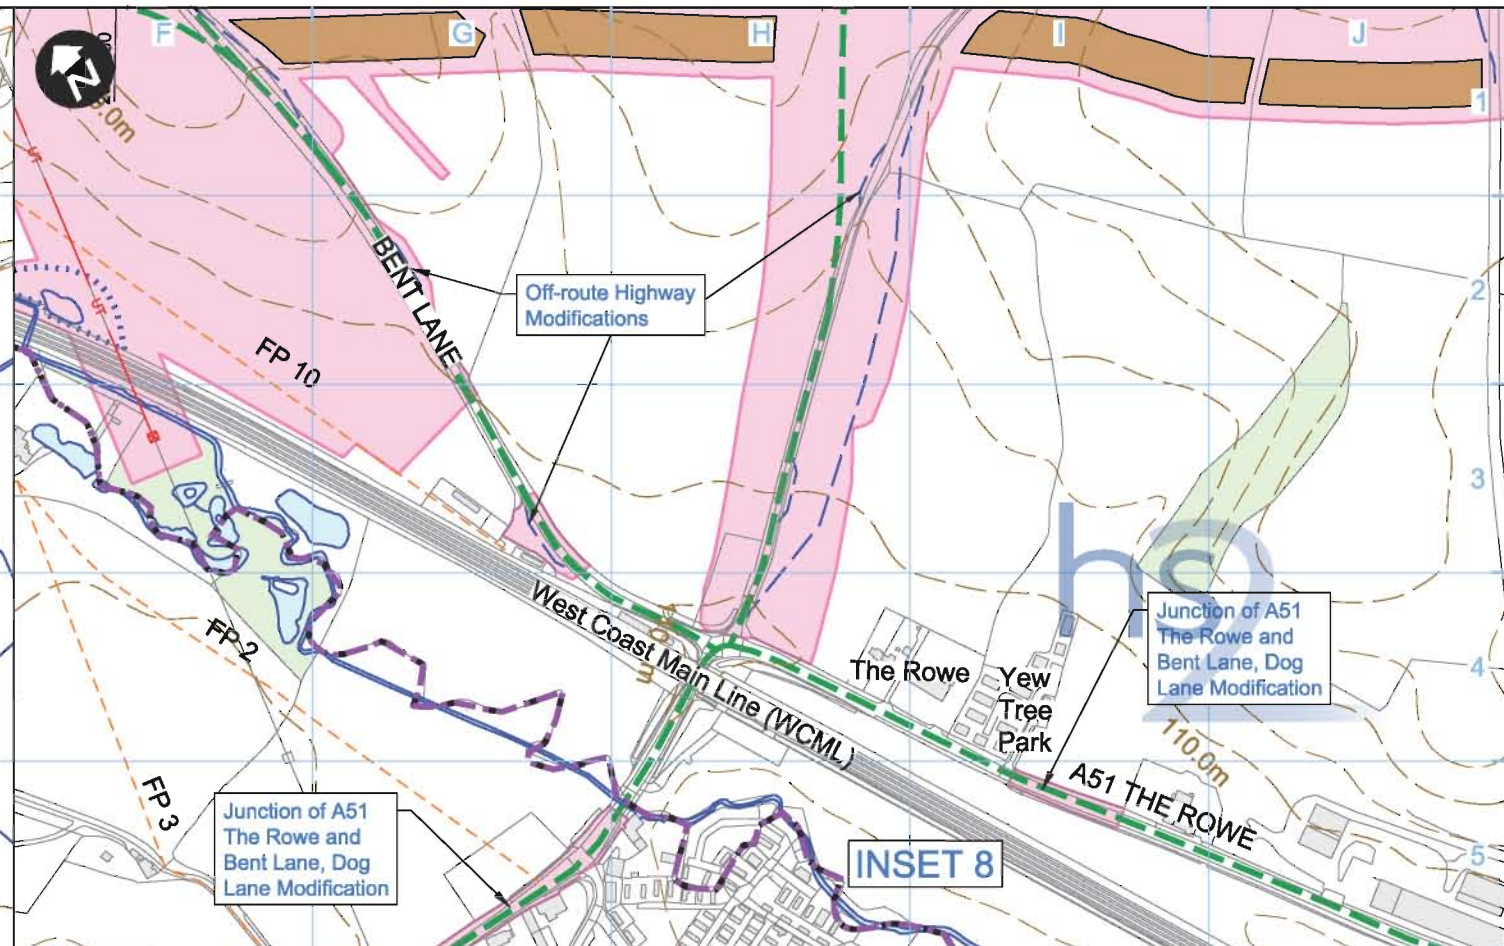 F
G
H
I
J
N
1
UT
BENT LANE
Off-route Highway
Modifications
2
UT
FP 10
3
hs2
West Coast Main Line (WCML)
Junction of A51
The Rowe and
Bent Lane, Dog
Lane Modification
The Rowe
Yew
Tree
Park
4
FP 2
110.0m
A51 THE ROWE
FP 3
Junction of A51
The Rowe and
Bent Lane, Dog
Lane Modification
INSET 8
5